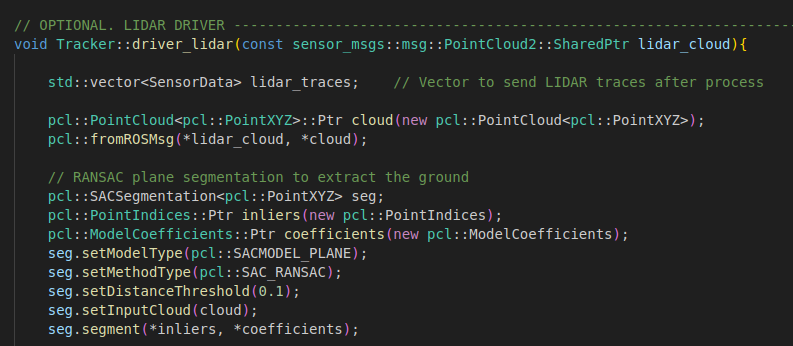 // OPTIONAL. LIDAR DRIVER --------------------------------------------------------------------
void Tracker::driver_lidar(const sensor_msgs::msg::PointCloud2::SharedPtr lidar_cloud){
std::vector<SensorData> lidar_traces;    // Vector to send LIDAR traces after process
pcl::PointCloud<pcl::PointXYZ>::Ptr cloud(new pcl::PointCloud<pcl::PointXYZ>);
pcl::fromROSMsg(*lidar_cloud, *cloud);
// RANSAC plane segmentation to extract the ground
pcl::SACSegmentation<pcl::PointXYZ> seg;
pcl::PointIndices::Ptr inliers(new pcl::PointIndices);
pcl::ModelCoefficients::Ptr coefficients(new pcl::ModelCoefficients);
seg.setModelType(pcl::SACMODEL_PLANE);
seg.setMethodType(pcl::SAC_RANSAC);
seg.setDistanceThreshold(0.1);
seg.setInputCloud(cloud);
seg.segment(*inliers, *coefficients);